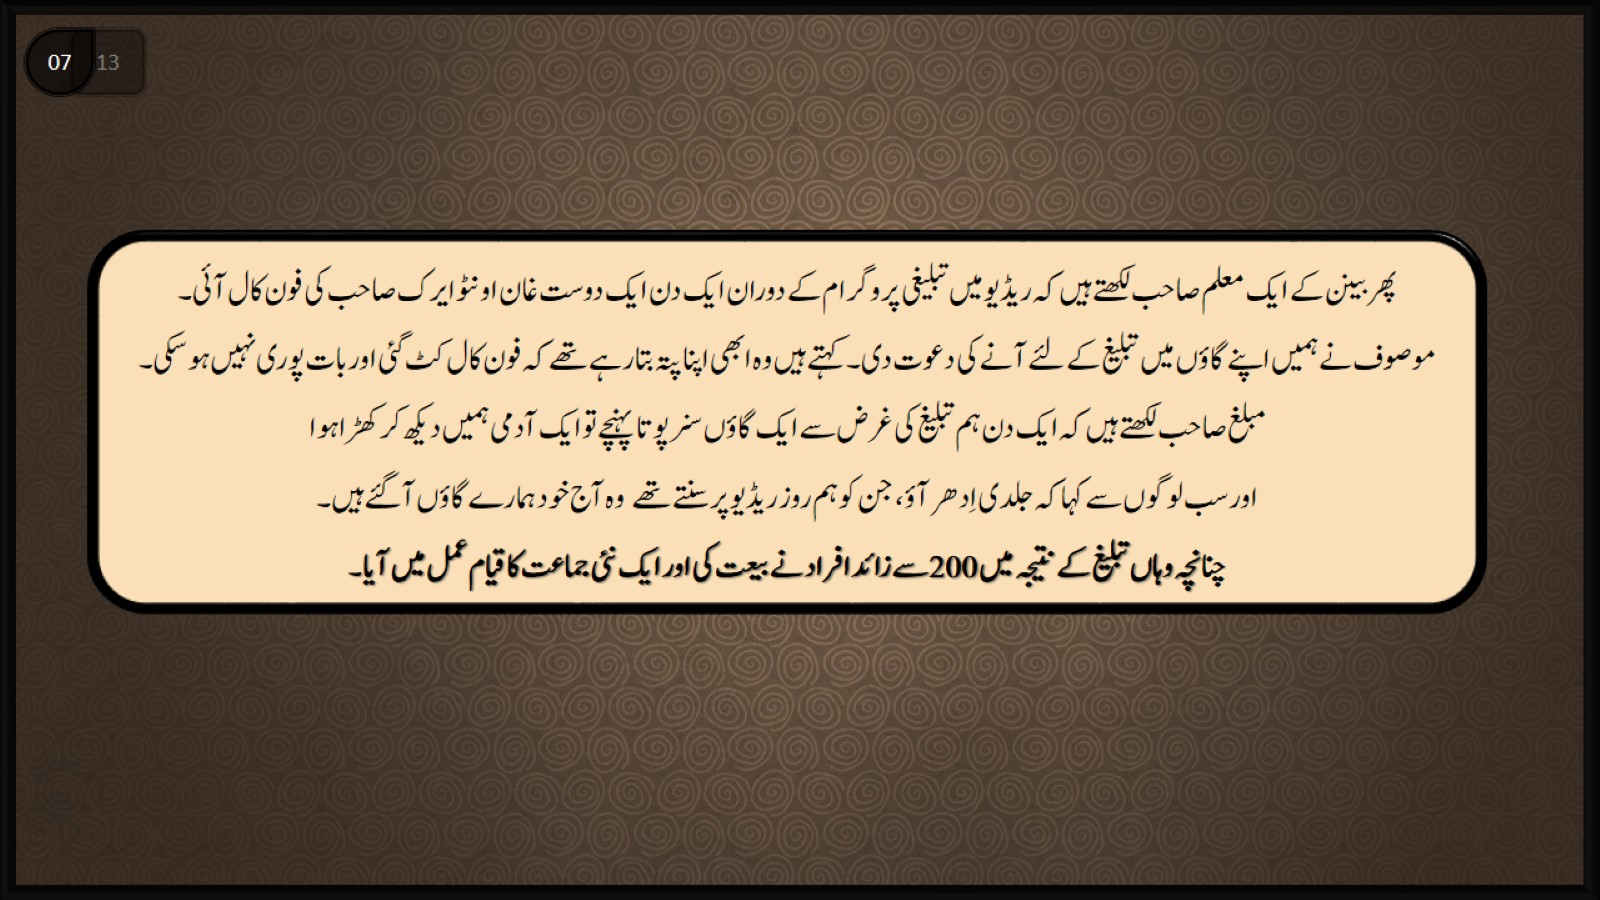 07 13
پھر بینن کے ایک معلم صاحب لکھتے ہیں کہ ریڈیو میں تبلیغی پروگرام کے دوران ایک دن ایک دوست غان اونٹو ایرک صاحب کی فون کال آئی۔
موصوف نے ہمیں اپنے گاؤں میں تبلیغ کے لئے آنے کی دعوت دی۔ کہتے ہیں وہ ابھی اپنا پتہ بتا رہے تھے کہ فون کال کٹ گئی اور بات پوری نہیں ہو سکی۔
مبلغ صاحب لکھتے ہیں کہ ایک دن ہم تبلیغ کی غرض سے ایک گاؤں سنر پوتا پہنچے تو ایک آدمی ہمیں دیکھ کر کھڑا ہوا
اور سب لوگوں سے کہا کہ جلدی اِدھر آؤ، جن کو ہم روز ریڈیو پر سنتے تھے وہ آج خود ہمارے گاؤں آگئے ہیں۔
چنانچہ وہاں تبلیغ کے نتیجہ میں 200 سے زائد افراد نے بیعت کی اور ایک نئی جماعت کا قیام عمل میں آیا۔